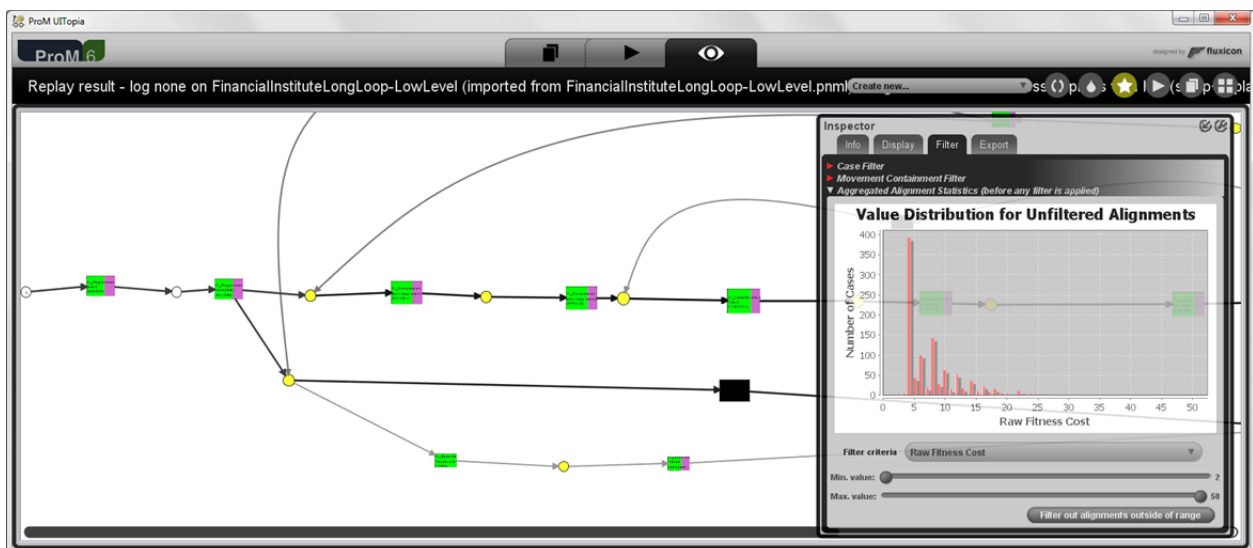 ProM UITopia
ProM 6
designed by fluxicon
Replay result - log none on FinancialInstituteLongLoop-LowLevel (imported from FinancialInstituteLongLoop-LowLevel.pnml)
Create new...
Inspector
Info Display Filter Export
Case Filter
Movement Containment Filter
Aggregated Alignment Statistics (before any filter is applied)
Value Distribution for Unfiltered Alignments
Number of Cases
400
350
300
250
200
150
100
50
0
0 5 10 15 20 25 30 35 40 45 50
Raw Fitness Cost
Filter criteria Raw Fitness Cost
Min. value: 2
Max. value: 50
Filter out alignments outside of range